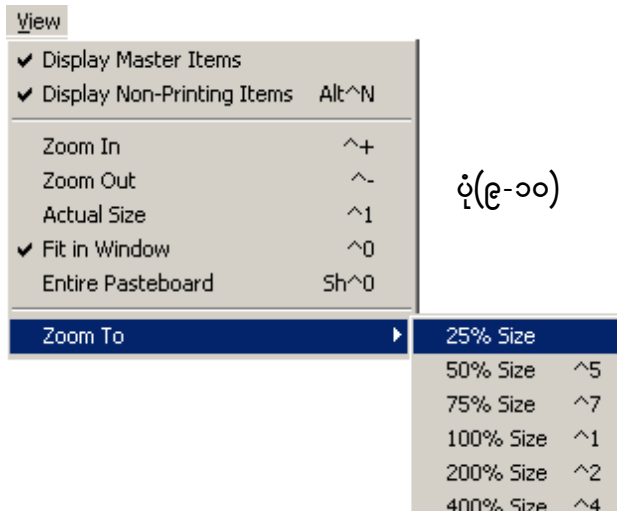 View
✔ Display Master Items
✔ Display Non-Printing Items Alt^N
Zoom In ^+
Zoom Out ^-
Actual Size ^1
✔ Fit in Window ^0
Entire Pasteboard Sh^0
ပုံ(၉-၁၀)
Zoom To
25% Size
50% Size ^5
75% Size ^7
100% Size ^1
200% Size ^2
400% Size ^4